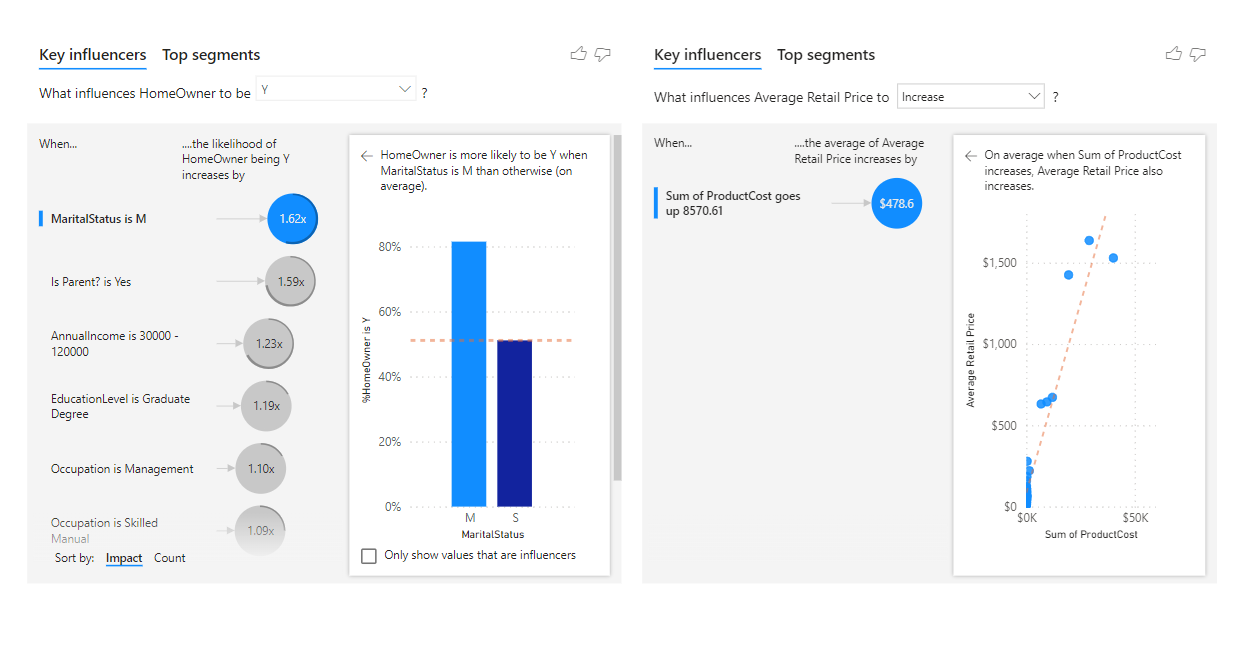 Key influencers Top segments
What influences HomeOwner to be Y ?
When...
....the likelihood of
HomeOwner being Y
increases by
MaritalStatus is M
1.62x
Is Parent? is Yes
1.59x
AnnualIncome is 30000 -
120000
1.23x
EducationLevel is Graduate
Degree
1.19x
Occupation is Management
1.10x
Occupation is Skilled
Manual
1.09x
Sort by: Impact Count
HomeOwner is more likely to be Y when
MaritalStatus is M than otherwise (on
average).
%HomeOwner is Y
80%
60%
40%
20%
0%
M S
MaritalStatus
Only show values that are influencers
Key influencers Top segments
What influences Average Retail Price to Increase ?
When...
....the average of Average
Retail Price increases by
Sum of ProductCost goes
up 8570.61
$478.6
On average when Sum of ProductCost
increases, Average Retail Price also
increases.
Average Retail Price
$1,500
$1,000
$500
$0
$0K $50K
Sum of ProductCost